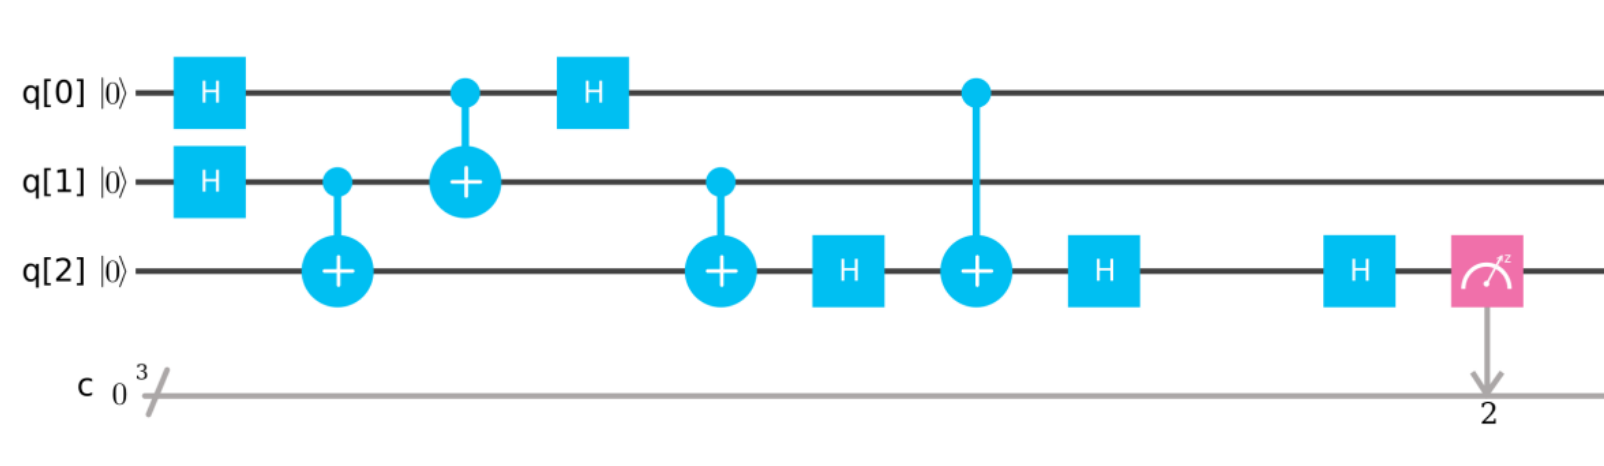 q[0] |0⟩ H H
q[1] |0⟩ H
q[2] |0⟩ H H H z
c 0 3
2